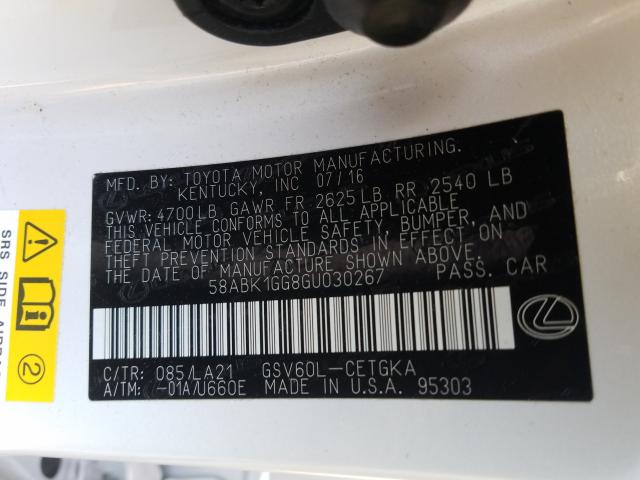 MFD. BY: TOYOTA MOTOR MANUFACTURING.
KENTUCKY, INC 07/16
GVWR: 4700LB GAWR FR 2625LB RR 2540 LB
THIS VEHICLE CONFORMS TO ALL APPLICABLE
FEDERAL MOTOR VEHICLE SAFETY, BUMPER, AND
THEFT PREVENTION STANDARDS IN EFFECT ON
THE DATE OF MANUFACTURE SHOWN ABOVE.
58ABK1GG8GU030267 PASS. CAR
C/TR: 085/LA21 GSV60L-CETGKA
A/TM: -01A/U660E MADE IN U.S.A. 95303
SRS SIDE
2